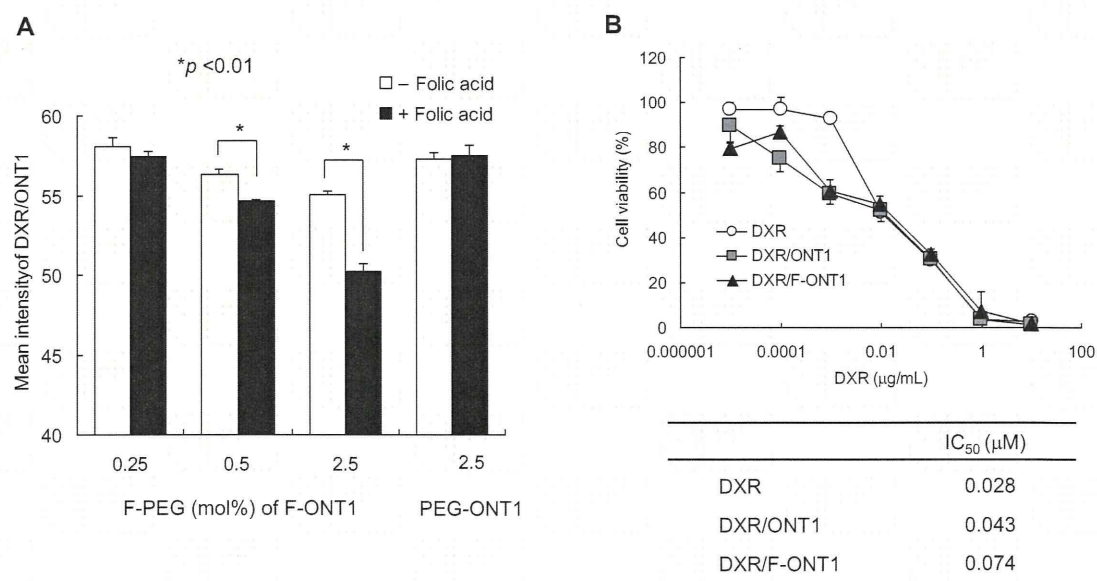 A
*p <0.01
– Folic acid
+ Folic acid
*
*
60
55
50
45
40
Mean intensity of DXR/ONT1
0.25
0.5
2.5
2.5
F-PEG (mol%) of F-ONT1
PEG-ONT1
B
120
100
80
60
40
20
0
Cell viability (%)
DXR
DXR/ONT1
DXR/F-ONT1
0.000001
0.0001
0.01
1
100
DXR (μg/mL)
IC50 (μM)
DXR 0.028
DXR/ONT1 0.043
DXR/F-ONT1 0.074